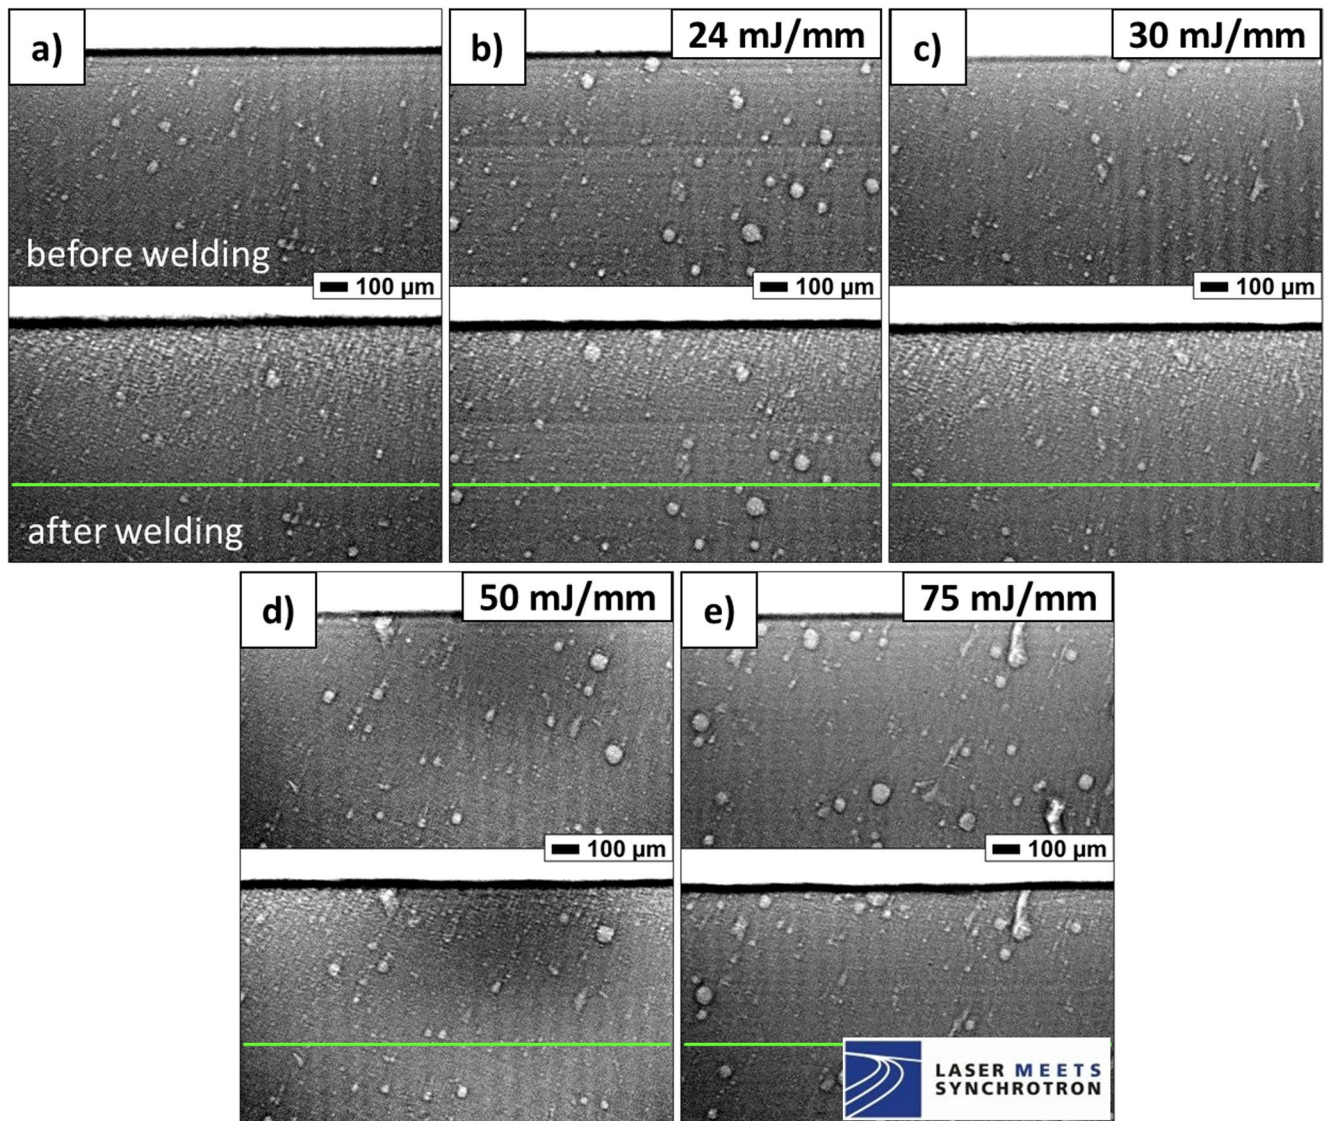 a)
before welding
100 µm
after welding
b)
24 mJ/mm
100 µm
c)
30 mJ/mm
100 µm
d)
50 mJ/mm
100 µm
e)
75 mJ/mm
100 µm
LASER MEETS
SYNCHROTRON